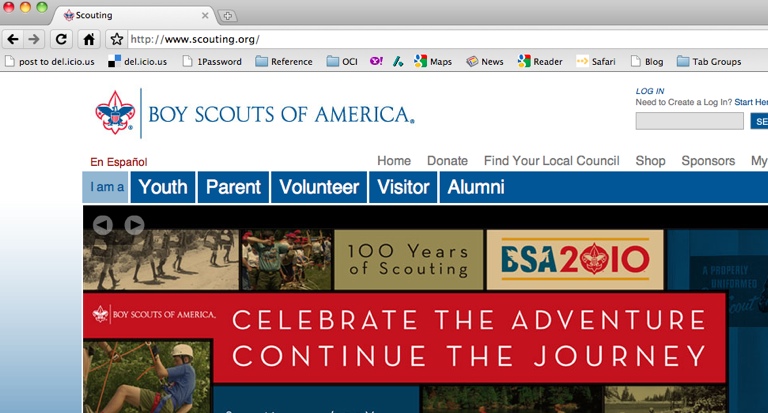 Scouting
http://www.scouting.org/
post to del.icio.us del.icio.us 1Password Reference OCI Maps News Reader Safari Blog Tab Groups
LOG IN
Need to Create a Log In? Start He
BOY SCOUTS OF AMERICA®
SE
En Español
Home Donate Find Your Local Council Shop Sponsors My
I am a Youth Parent Volunteer Visitor Alumni
100 Years
of Scouting
BSA2010
A PROPERLY
UNIFORMED
Scout
BOY SCOUTS OF AMERICA®
CELEBRATE THE ADVENTURE
CONTINUE THE JOURNEY